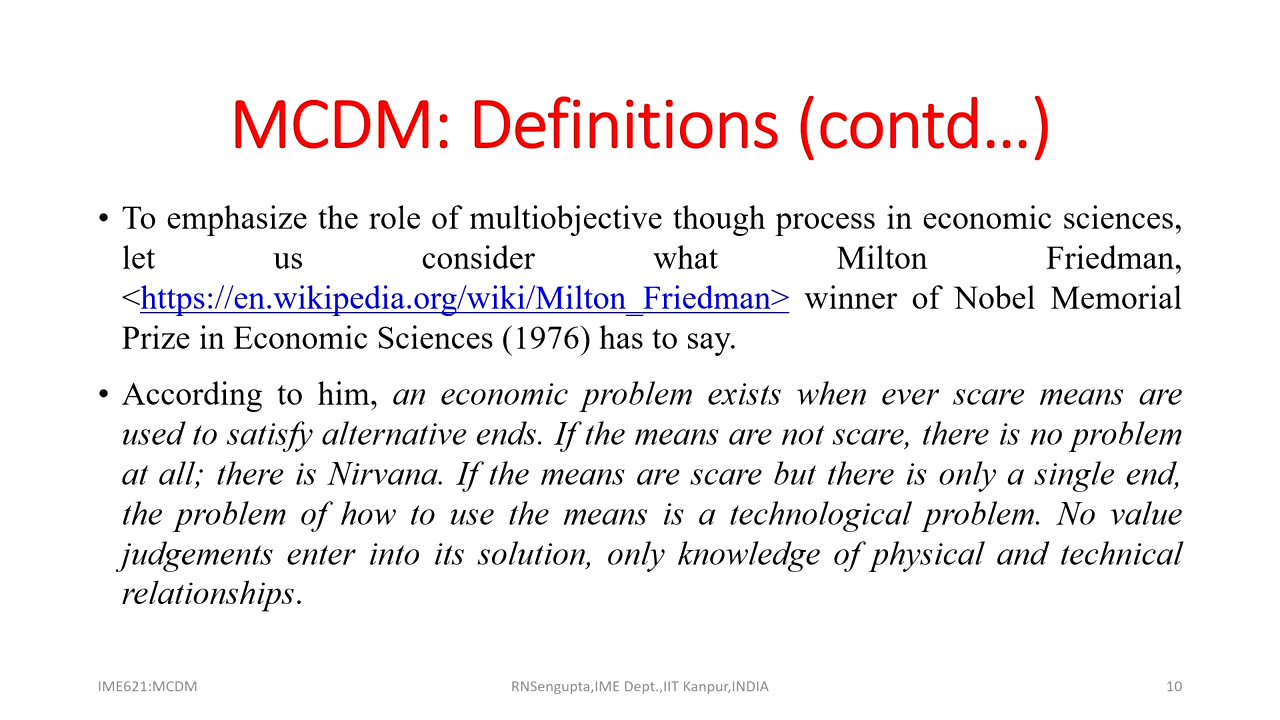 MCDM: Definitions (contd…)
• To emphasize the role of multiobjective though process in economic sciences,
let us consider what Milton Friedman,
<https://en.wikipedia.org/wiki/Milton_Friedman> winner of Nobel Memorial
Prize in Economic Sciences (1976) has to say.
• According to him, an economic problem exists when ever scare means are
used to satisfy alternative ends. If the means are not scare, there is no problem
at all; there is Nirvana. If the means are scare but there is only a single end,
the problem of how to use the means is a technological problem. No value
judgements enter into its solution, only knowledge of physical and technical
relationships.
IME621:MCDM
RNSengupta,IME Dept.,IIT Kanpur,INDIA
10